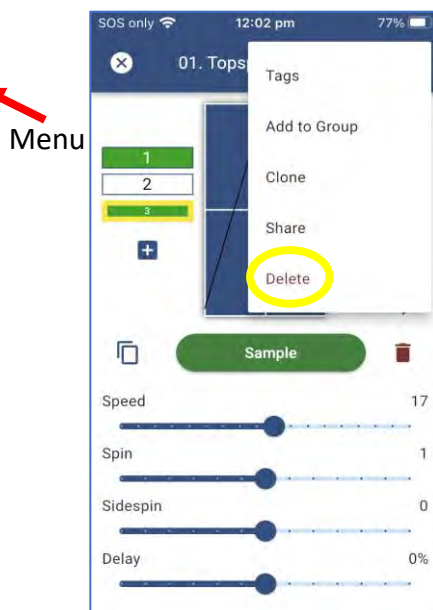 SOS only 12:02 pm 77%
01. Tops
Menu
Tags
Add to Group
Clone
Share
Delete
1
2
3
Sample
Speed 17
Spin 1
Sidespin 0
Delay 0%